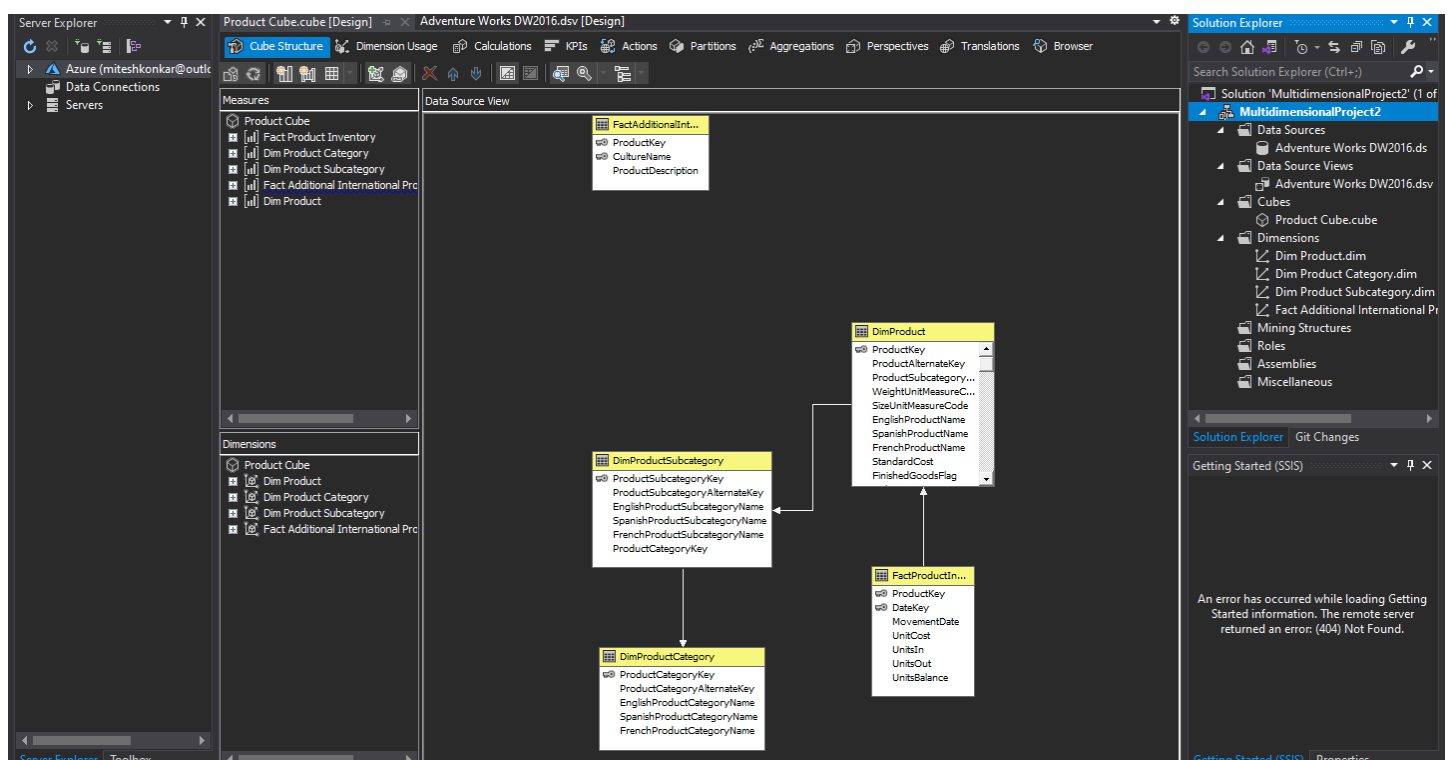 Server Explorer
Azure (miteshkonkar@outlc
Data Connections
Servers
Server Explorer Toolbox
Product Cube.cube [Design] Adventure Works DW2016.dsv [Design]
Cube Structure Dimension Usage Calculations KPIs Actions Partitions Aggregations Perspectives Translations Browser
Measures
Product Cube
Fact Product Inventory
Dim Product Category
Dim Product Subcategory
Fact Additional International Pro
Dim Product
Dimensions
Product Cube
Dim Product
Dim Product Category
Dim Product Subcategory
Fact Additional International Pro
Data Source View
FactAdditionalInt...
ProductKey
CultureName
ProductDescription
DimProduct
ProductKey
ProductAlternateKey
ProductSubcategory...
WeightUnitMeasureC...
SizeUnitMeasureCode
EnglishProductName
SpanishProductName
FrenchProductName
StandardCost
FinishedGoodsFlag
DimProductSubcategory
ProductSubcategoryKey
ProductSubcategoryAlternateKey
EnglishProductSubcategoryName
SpanishProductSubcategoryName
FrenchProductSubcategoryName
ProductCategoryKey
FactProductIn...
ProductKey
DateKey
MovementDate
UnitCost
UnitsIn
UnitsOut
UnitsBalance
DimProductCategory
ProductCategoryKey
ProductCategoryAlternateKey
EnglishProductCategoryName
SpanishProductCategoryName
FrenchProductCategoryName
Solution Explorer
Search Solution Explorer (Ctrl+;)
Solution 'MultidimensionalProject2' (1 of
MultidimensionalProject2
Data Sources
Adventure Works DW2016.ds
Data Source Views
Adventure Works DW2016.dsv
Cubes
Product Cube.cube
Dimensions
Dim Product.dim
Dim Product Category.dim
Dim Product Subcategory.dim
Fact Additional International Pr
Mining Structures
Roles
Assemblies
Miscellaneous
Solution Explorer Git Changes
Getting Started (SSIS)
An error has occurred while loading Getting
Started information. The remote server
returned an error: (404) Not Found.
Getting Started (SSIS) Properties